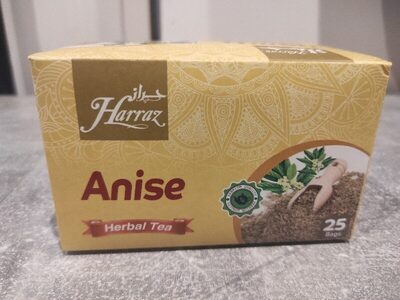 حراز
Harraz
Anise
Herbal Tea
25
Bags